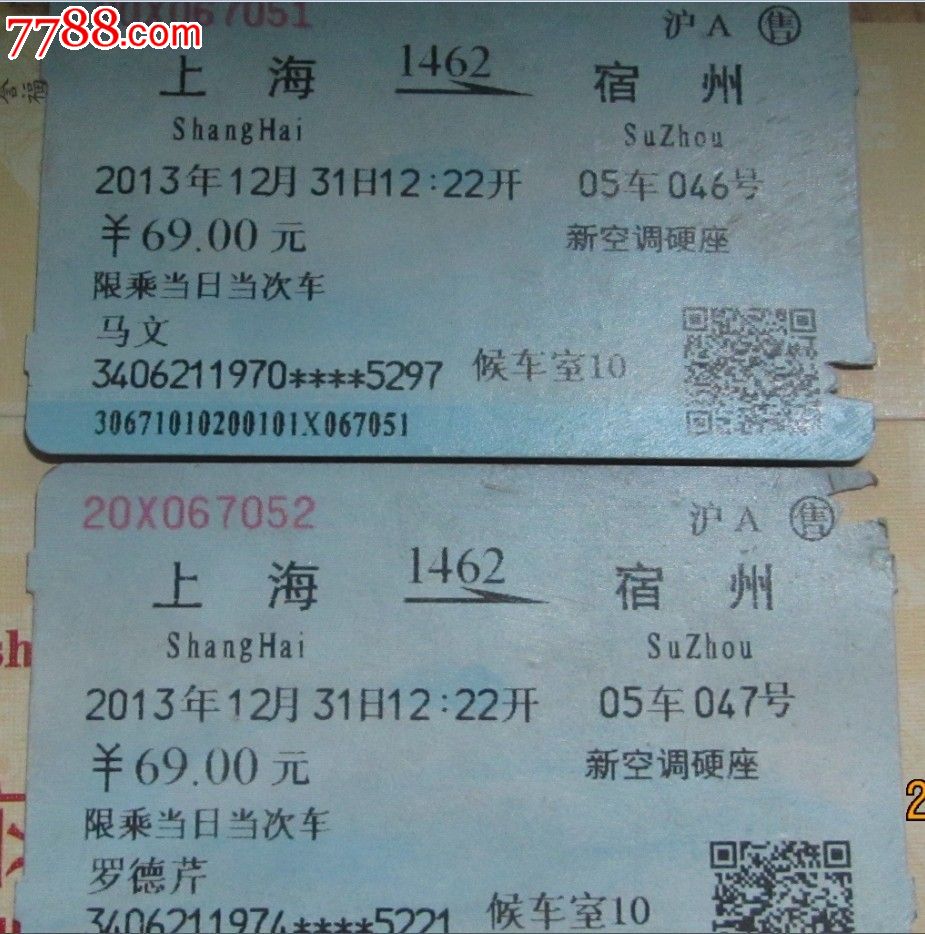 7788.com
20X067051
沪A 售
上海 1462 宿州
ShangHai SuZhou
2013年12月31日12:22开 05车046号
￥69.00元 新空调硬座
限乘当日当次车
马文
3406211970****5297 候车室10
30671010200101X067051
20X067052
沪A 售
上海 1462 宿州
ShangHai SuZhou
2013年12月31日12:22开 05车047号
￥69.00元 新空调硬座
限乘当日当次车
罗德芹
3406211974****5221 候车室10